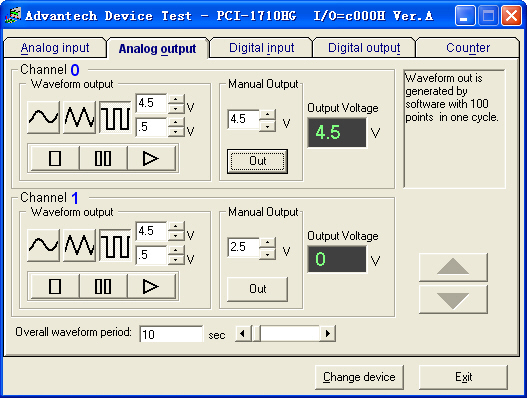 Advantech Device Test - PCI-1710HG I/O=c000H Ver.A
Analog input
Analog output
Digital input
Digital output
Counter
Channel 0
Waveform output
4.5 V
.5 V
Manual Output
4.5 V
Out
Output Voltage
4.5 V
Waveform out is
generated by
software with 100
points in one cycle.
Channel 1
Waveform output
4.5 V
.5 V
Manual Output
2.5 V
Out
Output Voltage
0 V
Overall waveform period: 10 sec
Change device
Exit